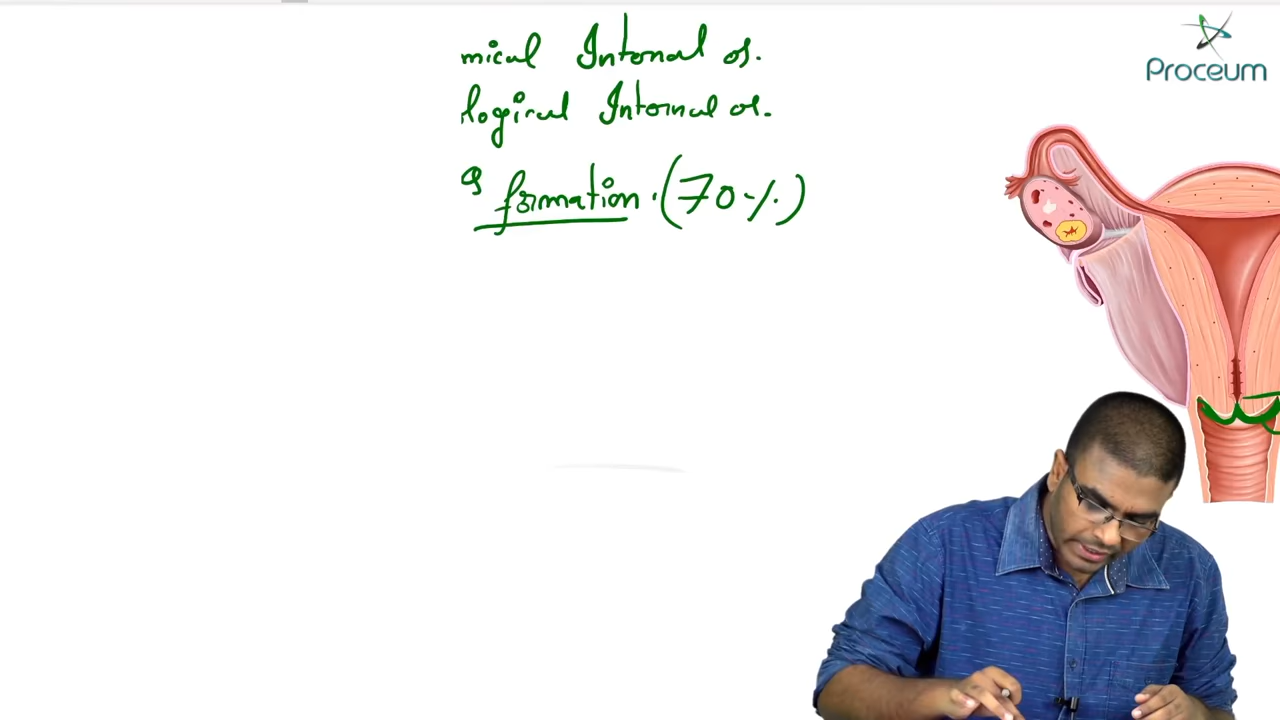 Proceum
mical Internal os.
logical Internal os.
formation. (70%)